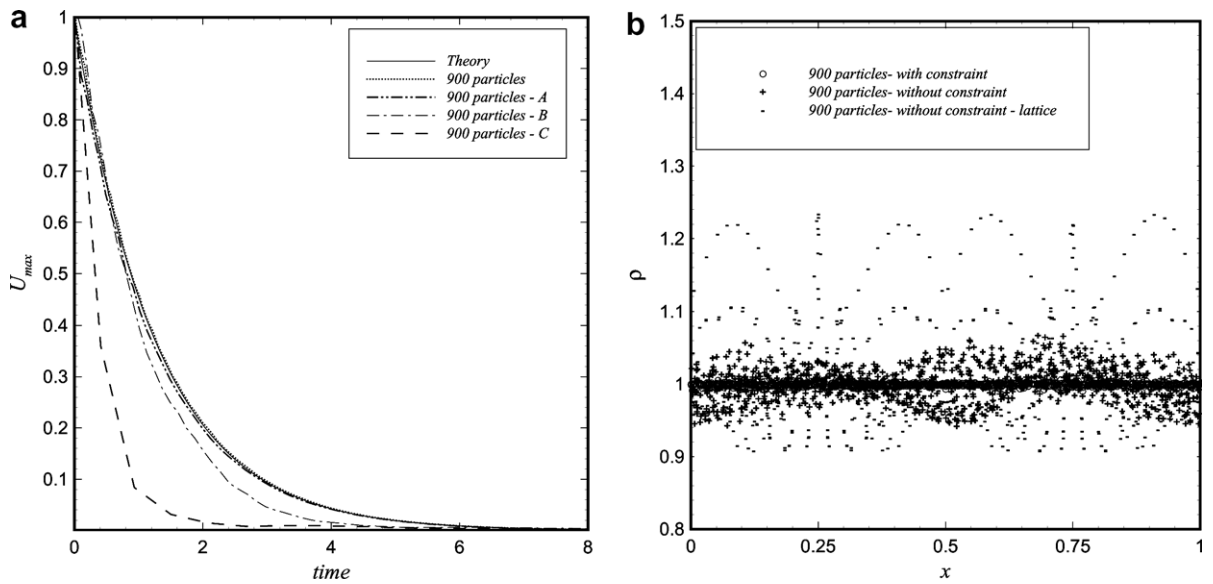 a
1
0.9
0.8
0.7
0.6
0.5
0.4
0.3
0.2
0.1
U max
0
2
4
6
8
time
Theory
900 particles
900 particles - A
900 particles - B
900 particles - C
b
1.5
1.4
1.3
1.2
1.1
1
0.9
0.8
ρ
0
0.25
0.5
0.75
1
x
900 particles- with constraint
900 particles- without constraint
900 particles- without constraint - lattice